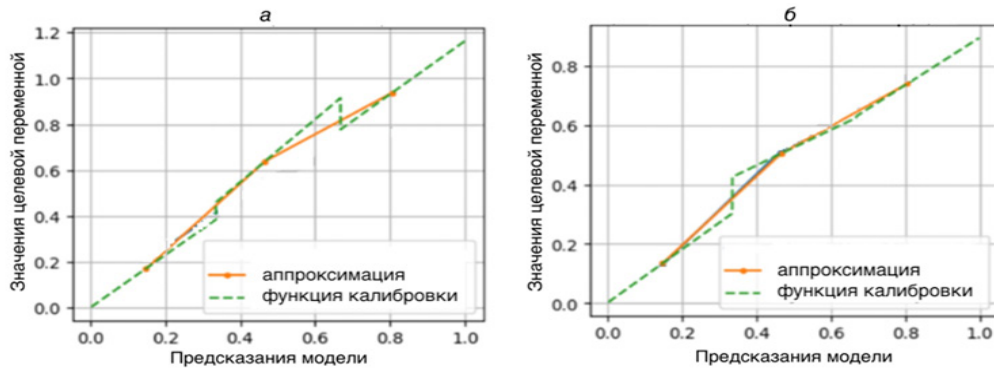 а
Значения целевой переменной
1.2
1.0
0.8
0.6
0.4
0.2
0.0
аппроксимация
функция калибровки
0.0 0.2 0.4 0.6 0.8 1.0
Предсказания модели
б
Значения целевой переменной
0.8
0.6
0.4
0.2
0.0
аппроксимация
функция калибровки
0.0 0.2 0.4 0.6 0.8 1.0
Предсказания модели